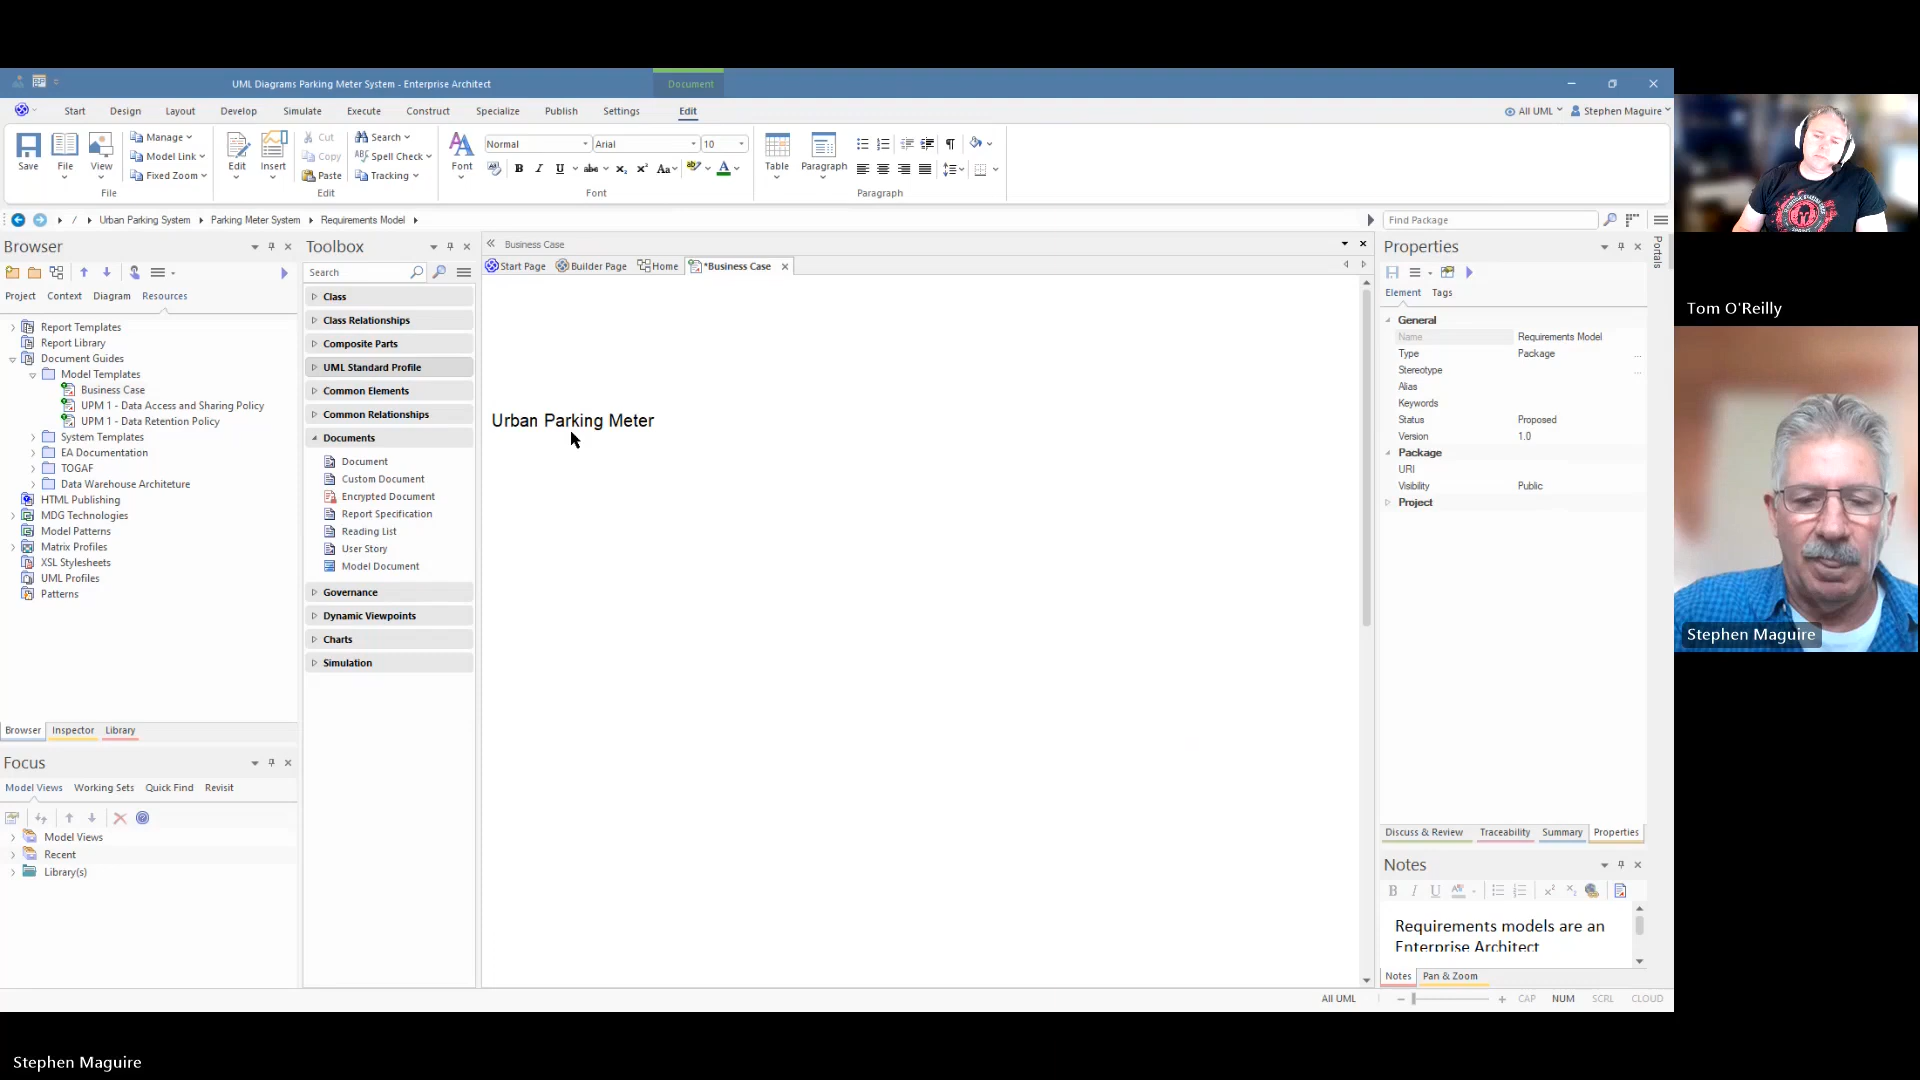 UML Diagrams Parking Meter System - Enterprise Architect
Document
Start Design Layout Develop Simulate Execute Construct Specialize Publish Settings Edit
All UML
Stephen Maguire
Save
File
View
Manage
Model Link
Fixed Zoom
File
Edit
Insert
Cut
Copy
Paste
Search
Spell Check
Tracking
Edit
Font
Normal
Arial
10
Font
Table
Paragraph
Paragraph
/ Urban Parking System Parking Meter System Requirements Model
Find Package
Browser
Project Context Diagram Resources
Report Templates
Report Library
Document Guides
Model Templates
Business Case
UPM 1 - Data Access and Sharing Policy
UPM 1 - Data Retention Policy
System Templates
EA Documentation
TOGAF
Data Warehouse Architeture
HTML Publishing
MDG Technologies
Model Patterns
Matrix Profiles
XSL Stylesheets
UML Profiles
Patterns
Browser Inspector Library
Focus
Model Views Working Sets Quick Find Revisit
Model Views
Recent
Library(s)
Toolbox
Search
Class
Class Relationships
Composite Parts
UML Standard Profile
Common Elements
Common Relationships
Documents
Document
Custom Document
Encrypted Document
Report Specification
Reading List
User Story
Model Document
Governance
Dynamic Viewpoints
Charts
Simulation
Business Case
Start Page Builder Page Home *Business Case
Urban Parking Meter
Properties
Element Tags
General
Name Requirements Model
Type Package
Stereotype
Alias
Keywords
Status Proposed
Version 1.0
Package
URI
Visibility Public
Project
Discuss & Review Traceability Summary Properties
Notes
Requirements models are an
Enterprise Architect
Notes Pan & Zoom
Portals
All UML
CAP NUM SCRL CLOUD
Tom O'Reilly
Stephen Maguire
Stephen Maguire